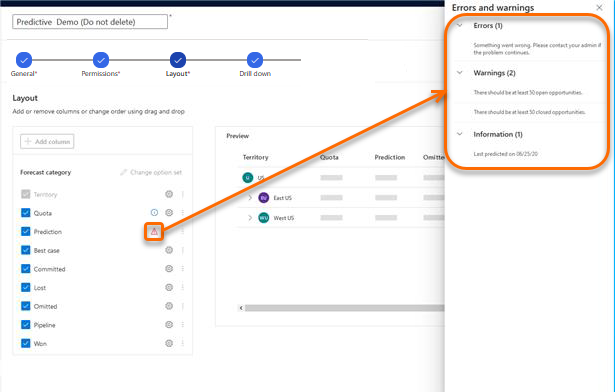 Predictive Demo (Do not delete)
*
Errors and warnings
Errors (1)
Something went wrong. Please contact your admin if
the problem continues.
Warnings (2)
There should be at least 50 open opportunities.
There should be at least 50 closed opportunities.
Information (1)
Last predicted on 06/25/20
General*
Permissions*
Layout*
Drill down
Layout
Add or remove columns or change order using drag and drop
+ Add column
Forecast category
Change option set
Territory
Quota
Prediction
Best case
Committed
Lost
Omitted
Pipeline
Won
Preview
Territory Quota Prediction Omitte
U US
EU East US
WU West US